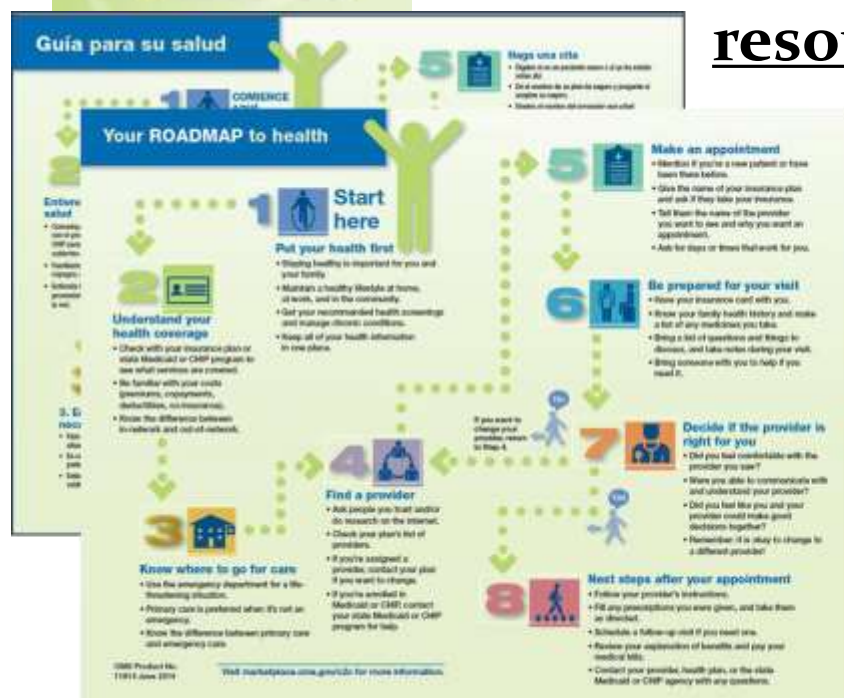 resou
Guía para su salud
1
COMIENCE
5
Haga una cita
2
Your ROADMAP to health
1
Start
here
Put your health first
• Staying healthy is important for you and
your family.
• Maintain a healthy lifestyle at home,
at work, and in the community.
• Get your recommended health screenings
and manage chronic conditions.
• Keep all of your health information
in one place.
2
Understand your
health coverage
• Check with your insurance plan or
state Medicaid or CHIP program to
see what services are covered.
• Be familiar with your costs
(premiums, copayments,
deductibles, co-insurance).
• Know the difference between
in-network and out-of-network.
3
Know where to go for care
• Use the emergency department for a life-
threatening situation.
• Primary care is preferred when it's not an
emergency.
• Know the difference between primary care
and emergency care.
4
Find a provider
• Ask people you trust and/or
do research on the internet.
• Check your plan's list of
providers.
• If you're assigned a
provider, contact your plan
if you want to change.
• If you're enrolled in
Medicaid or CHIP, contact
your state Medicaid or CHIP
program for help.
5
Make an appointment
• Mention if you're a new patient or have
been there before.
• Give the name of your insurance plan
and ask if they take your insurance.
• Tell them the name of the provider
you want to see and why you want an
appointment.
• Ask for days or times that work for you.
6
Be prepared for your visit
• Have your insurance card with you.
• Know your family health history and make
a list of any medicines you take.
• Bring a list of questions and things to
discuss, and take notes during your visit.
• Bring someone with you to help if you
need it.
If you want to
change your
provider, return
to Step 4.
7
Decide if the provider is
right for you
• Did you feel comfortable with the
provider you saw?
• Were you able to communicate with
and understand your provider?
• Did you feel like you and your
provider could make good
decisions together?
• Remember: it is okay to change to
a different provider!
8
Next steps after your appointment
• Follow your provider's instructions.
• Fill any prescriptions you were given, and take them
as directed.
• Schedule a follow-up visit if you need one.
• Review your explanation of benefits and pay your
medical bills.
• Contact your provider, health plan, or the state
Medicaid or CHIP agency with any questions.
CMS Product No.
June 2014
Visit marketplace.cms.gov/c2c for more information.